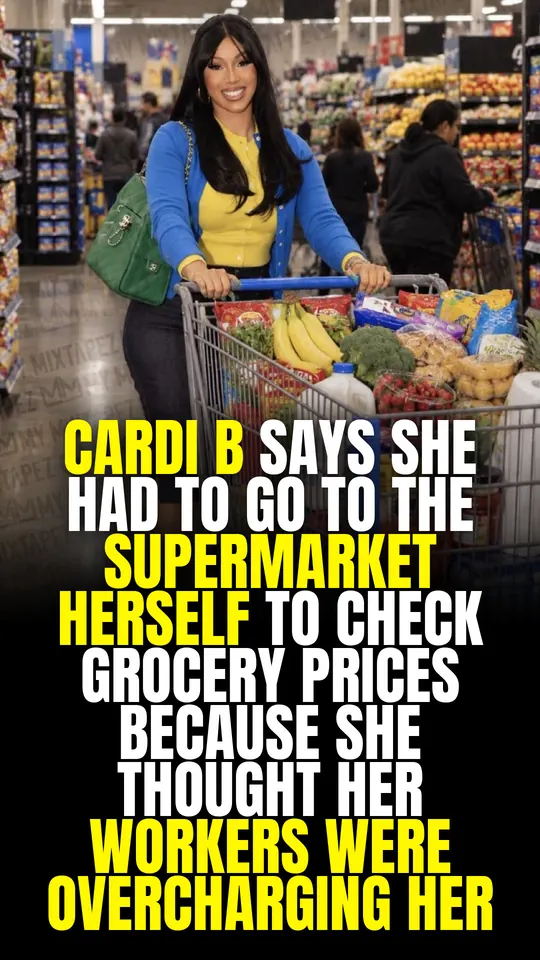 CARDI B SAYS SHE
HAD TO GO TO THE
SUPERMARKET
HERSELF TO CHECK
GROCERY PRICES
BECAUSE SHE
THOUGHT HER
WORKERS WERE
OVERCHARGING HER